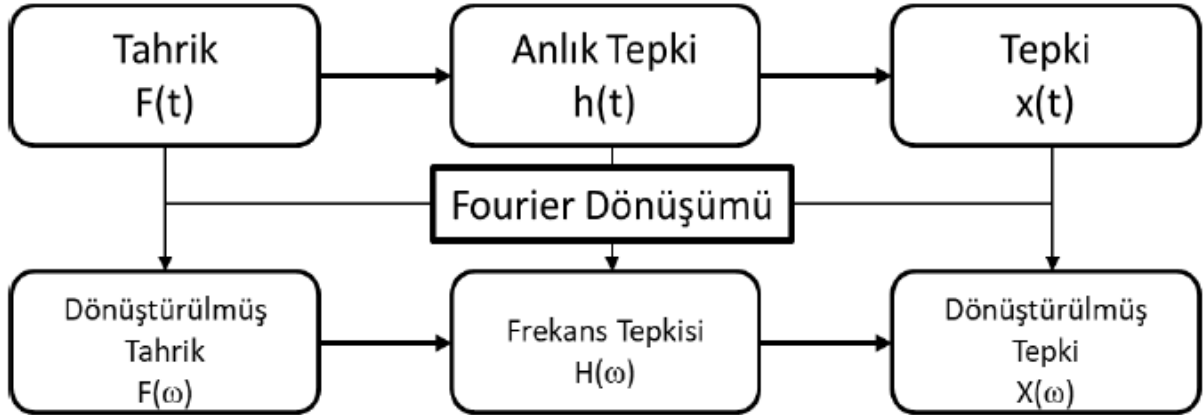 Tahrik
F(t)
Anlık Tepki
h(t)
Tepki
x(t)
Fourier Dönüşümü
Dönüştürülmüş
Tahrik
F(ω)
Frekans Tepkisi
H(ω)
Dönüştürülmüş
Tepki
X(ω)